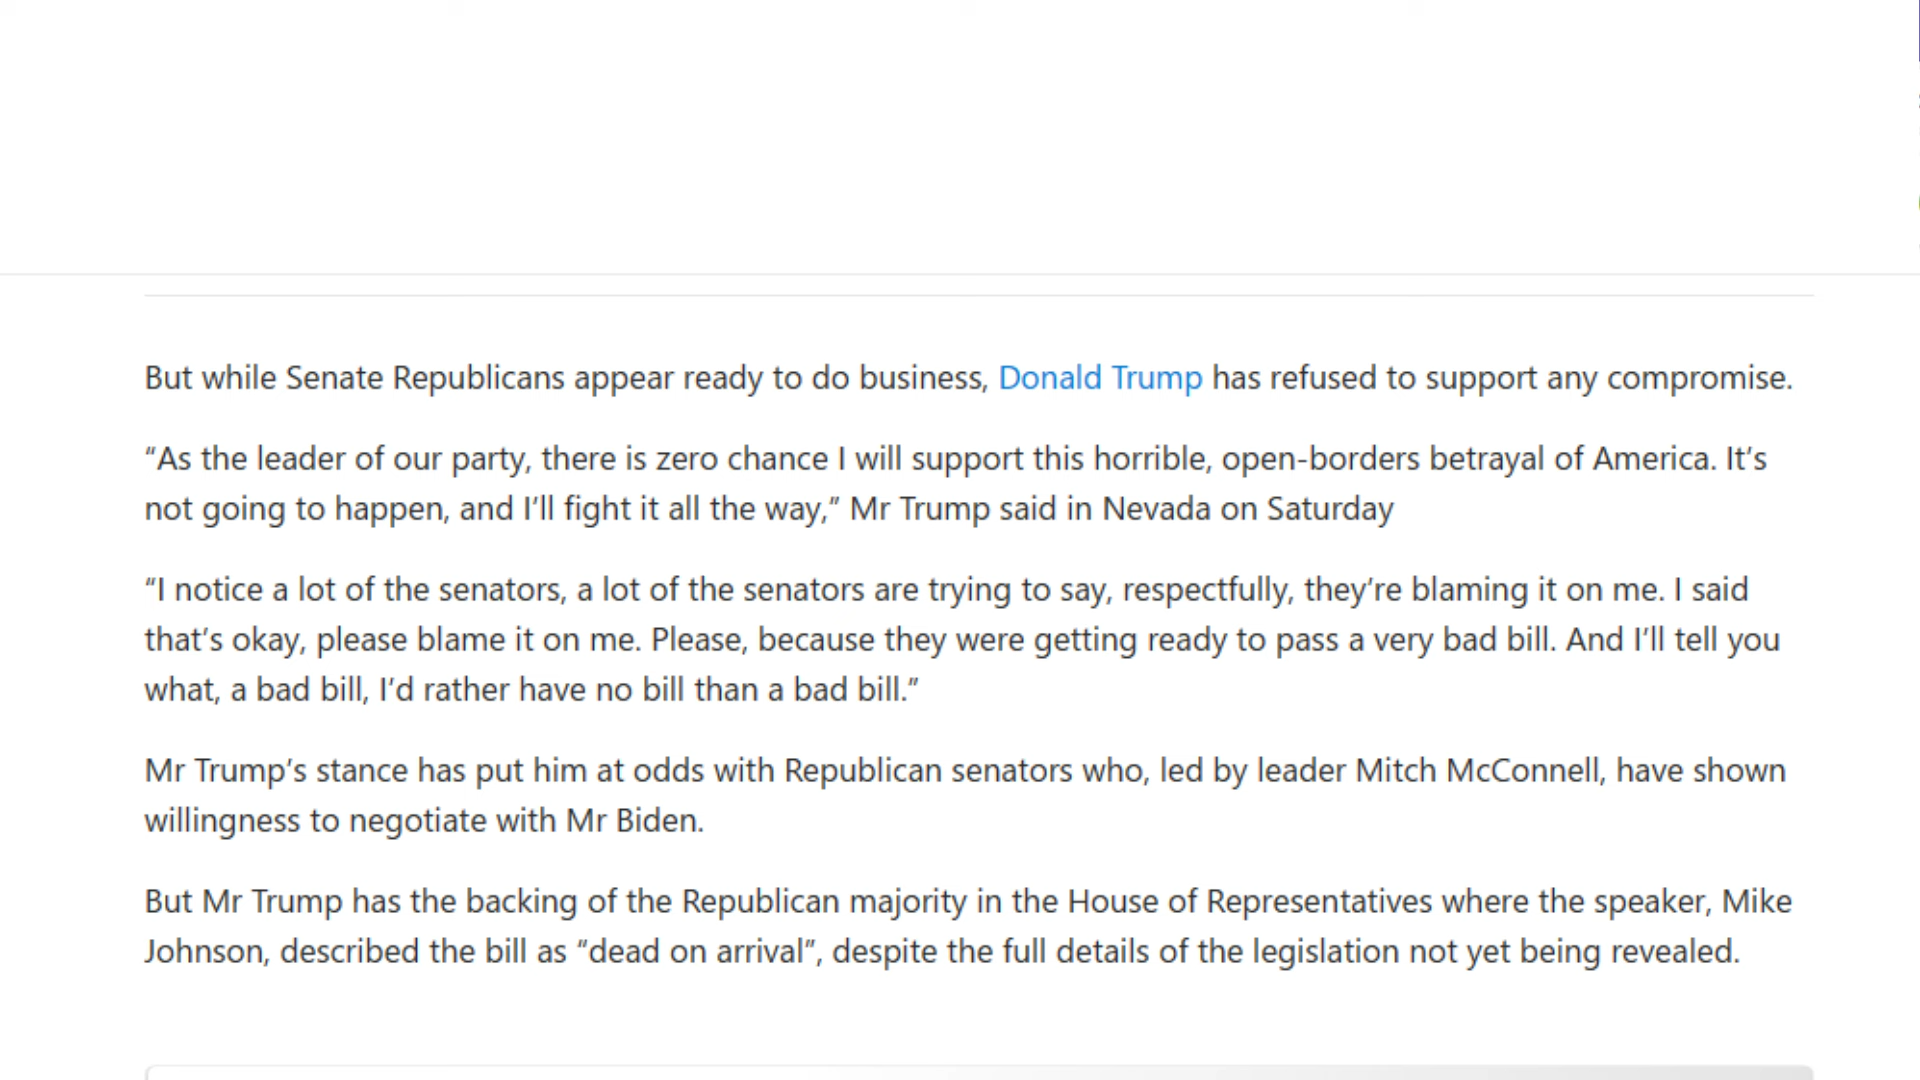 But while Senate Republicans appear ready to do business, Donald Trump has refused to support any compromise.
“As the leader of our party, there is zero chance I will support this horrible, open-borders betrayal of America. It’s
not going to happen, and I’ll fight it all the way,” Mr Trump said in Nevada on Saturday
“I notice a lot of the senators, a lot of the senators are trying to say, respectfully, they’re blaming it on me. I said
that’s okay, please blame it on me. Please, because they were getting ready to pass a very bad bill. And I’ll tell you
what, a bad bill, I’d rather have no bill than a bad bill.”
Mr Trump’s stance has put him at odds with Republican senators who, led by leader Mitch McConnell, have shown
willingness to negotiate with Mr Biden.
But Mr Trump has the backing of the Republican majority in the House of Representatives where the speaker, Mike
Johnson, described the bill as “dead on arrival”, despite the full details of the legislation not yet being revealed.